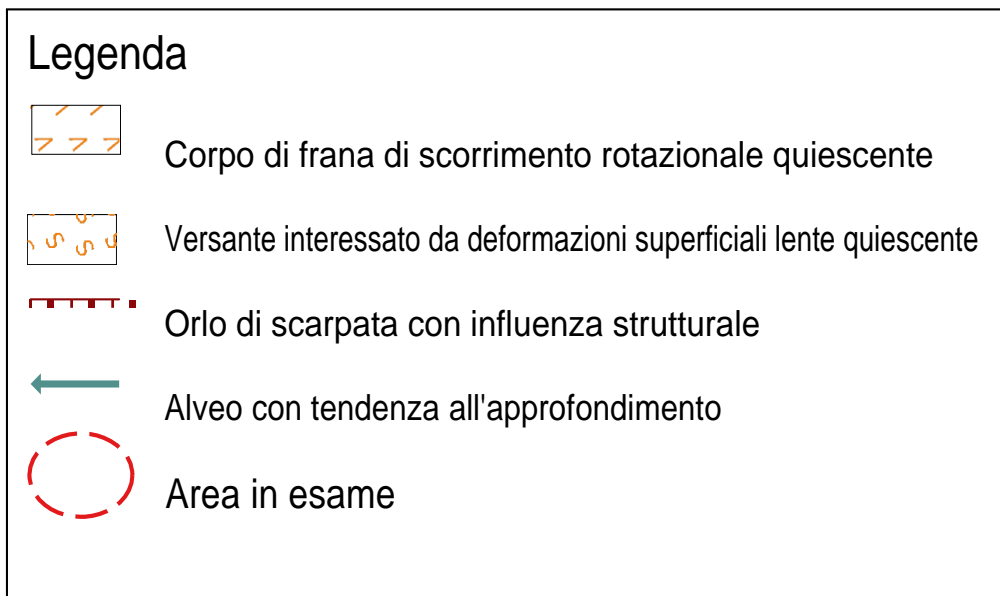 Legenda
Corpo di frana di scorrimento rotazionale quiescente
Versante interessato da deformazioni superficiali lente quiescente
Orlo di scarpata con influenza strutturale
Alveo con tendenza all'approfondimento
Area in esame